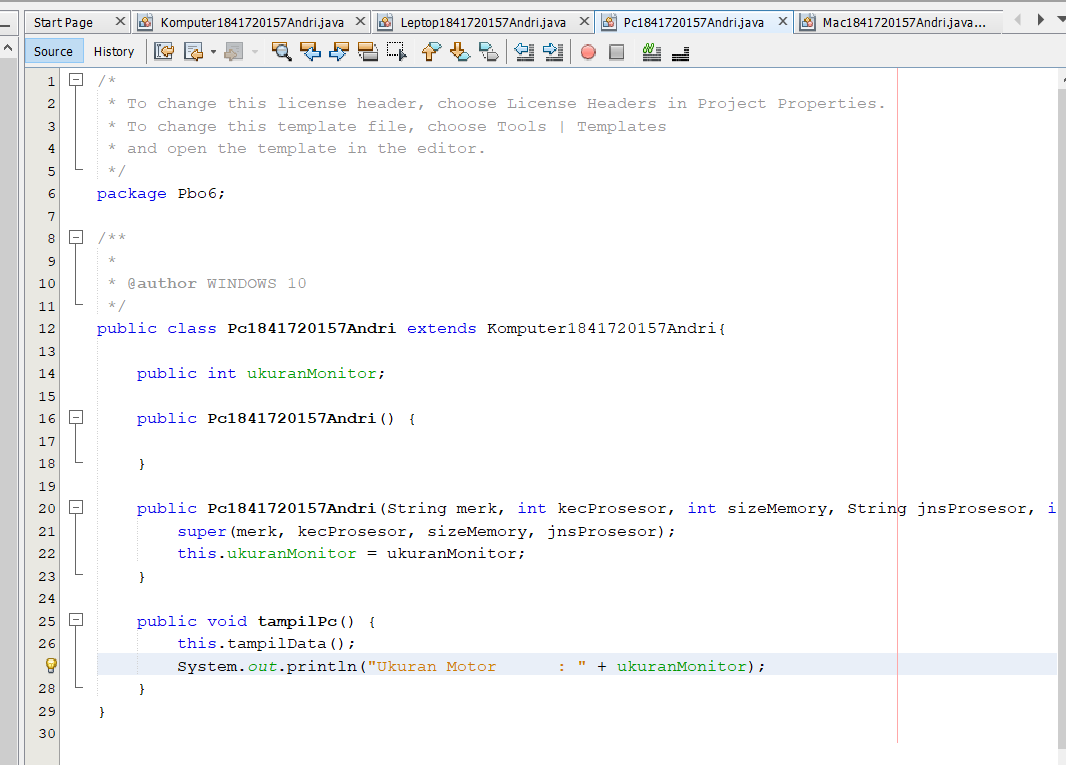 Start Page Komputer1841720157Andri.java Leptop1841720157Andri.java Pc1841720157Andri.java Mac1841720157Andri.java...
Source History
1 /*
2 * To change this license header, choose License Headers in Project Properties.
3 * To change this template file, choose Tools | Templates
4 * and open the template in the editor.
5 */
6 package Pbo6;
7
8 /**
9 *
10 * @author WINDOWS 10
11 */
12 public class Pc1841720157Andri extends Komputer1841720157Andri{
13
14 public int ukuranMonitor;
15
16 public Pc1841720157Andri() {
17
18 }
19
20 public Pc1841720157Andri(String merk, int kecProsesor, int sizeMemory, String jnsProsesor, i
21 super(merk, kecProsesor, sizeMemory, jnsProsesor);
22 this.ukuranMonitor = ukuranMonitor;
23 }
24
25 public void tampilPc() {
26 this.tampilData();
System.out.println("Ukuran Motor      : " + ukuranMonitor);
28 }
29 }
30